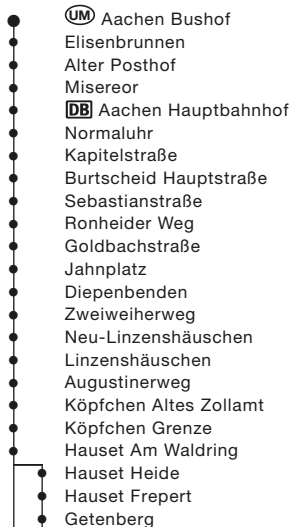 UM Aachen Bushof
Elisenbrunnen
Alter Posthof
Misereor
DB Aachen Hauptbahnhof
Normaluhr
Kapitelstraße
Burtscheid Hauptstraße
Sebastianstraße
Ronheider Weg
Goldbachstraße
Jahnplatz
Diepenbenden
Zweiweiherweg
Neu-Linzenshäuschen
Linzenshäuschen
Augustinerweg
Köpfchen Altes Zollamt
Köpfchen Grenze
Hauset Am Waldring
Hauset Heide
Hauset Frepert
Getenberg